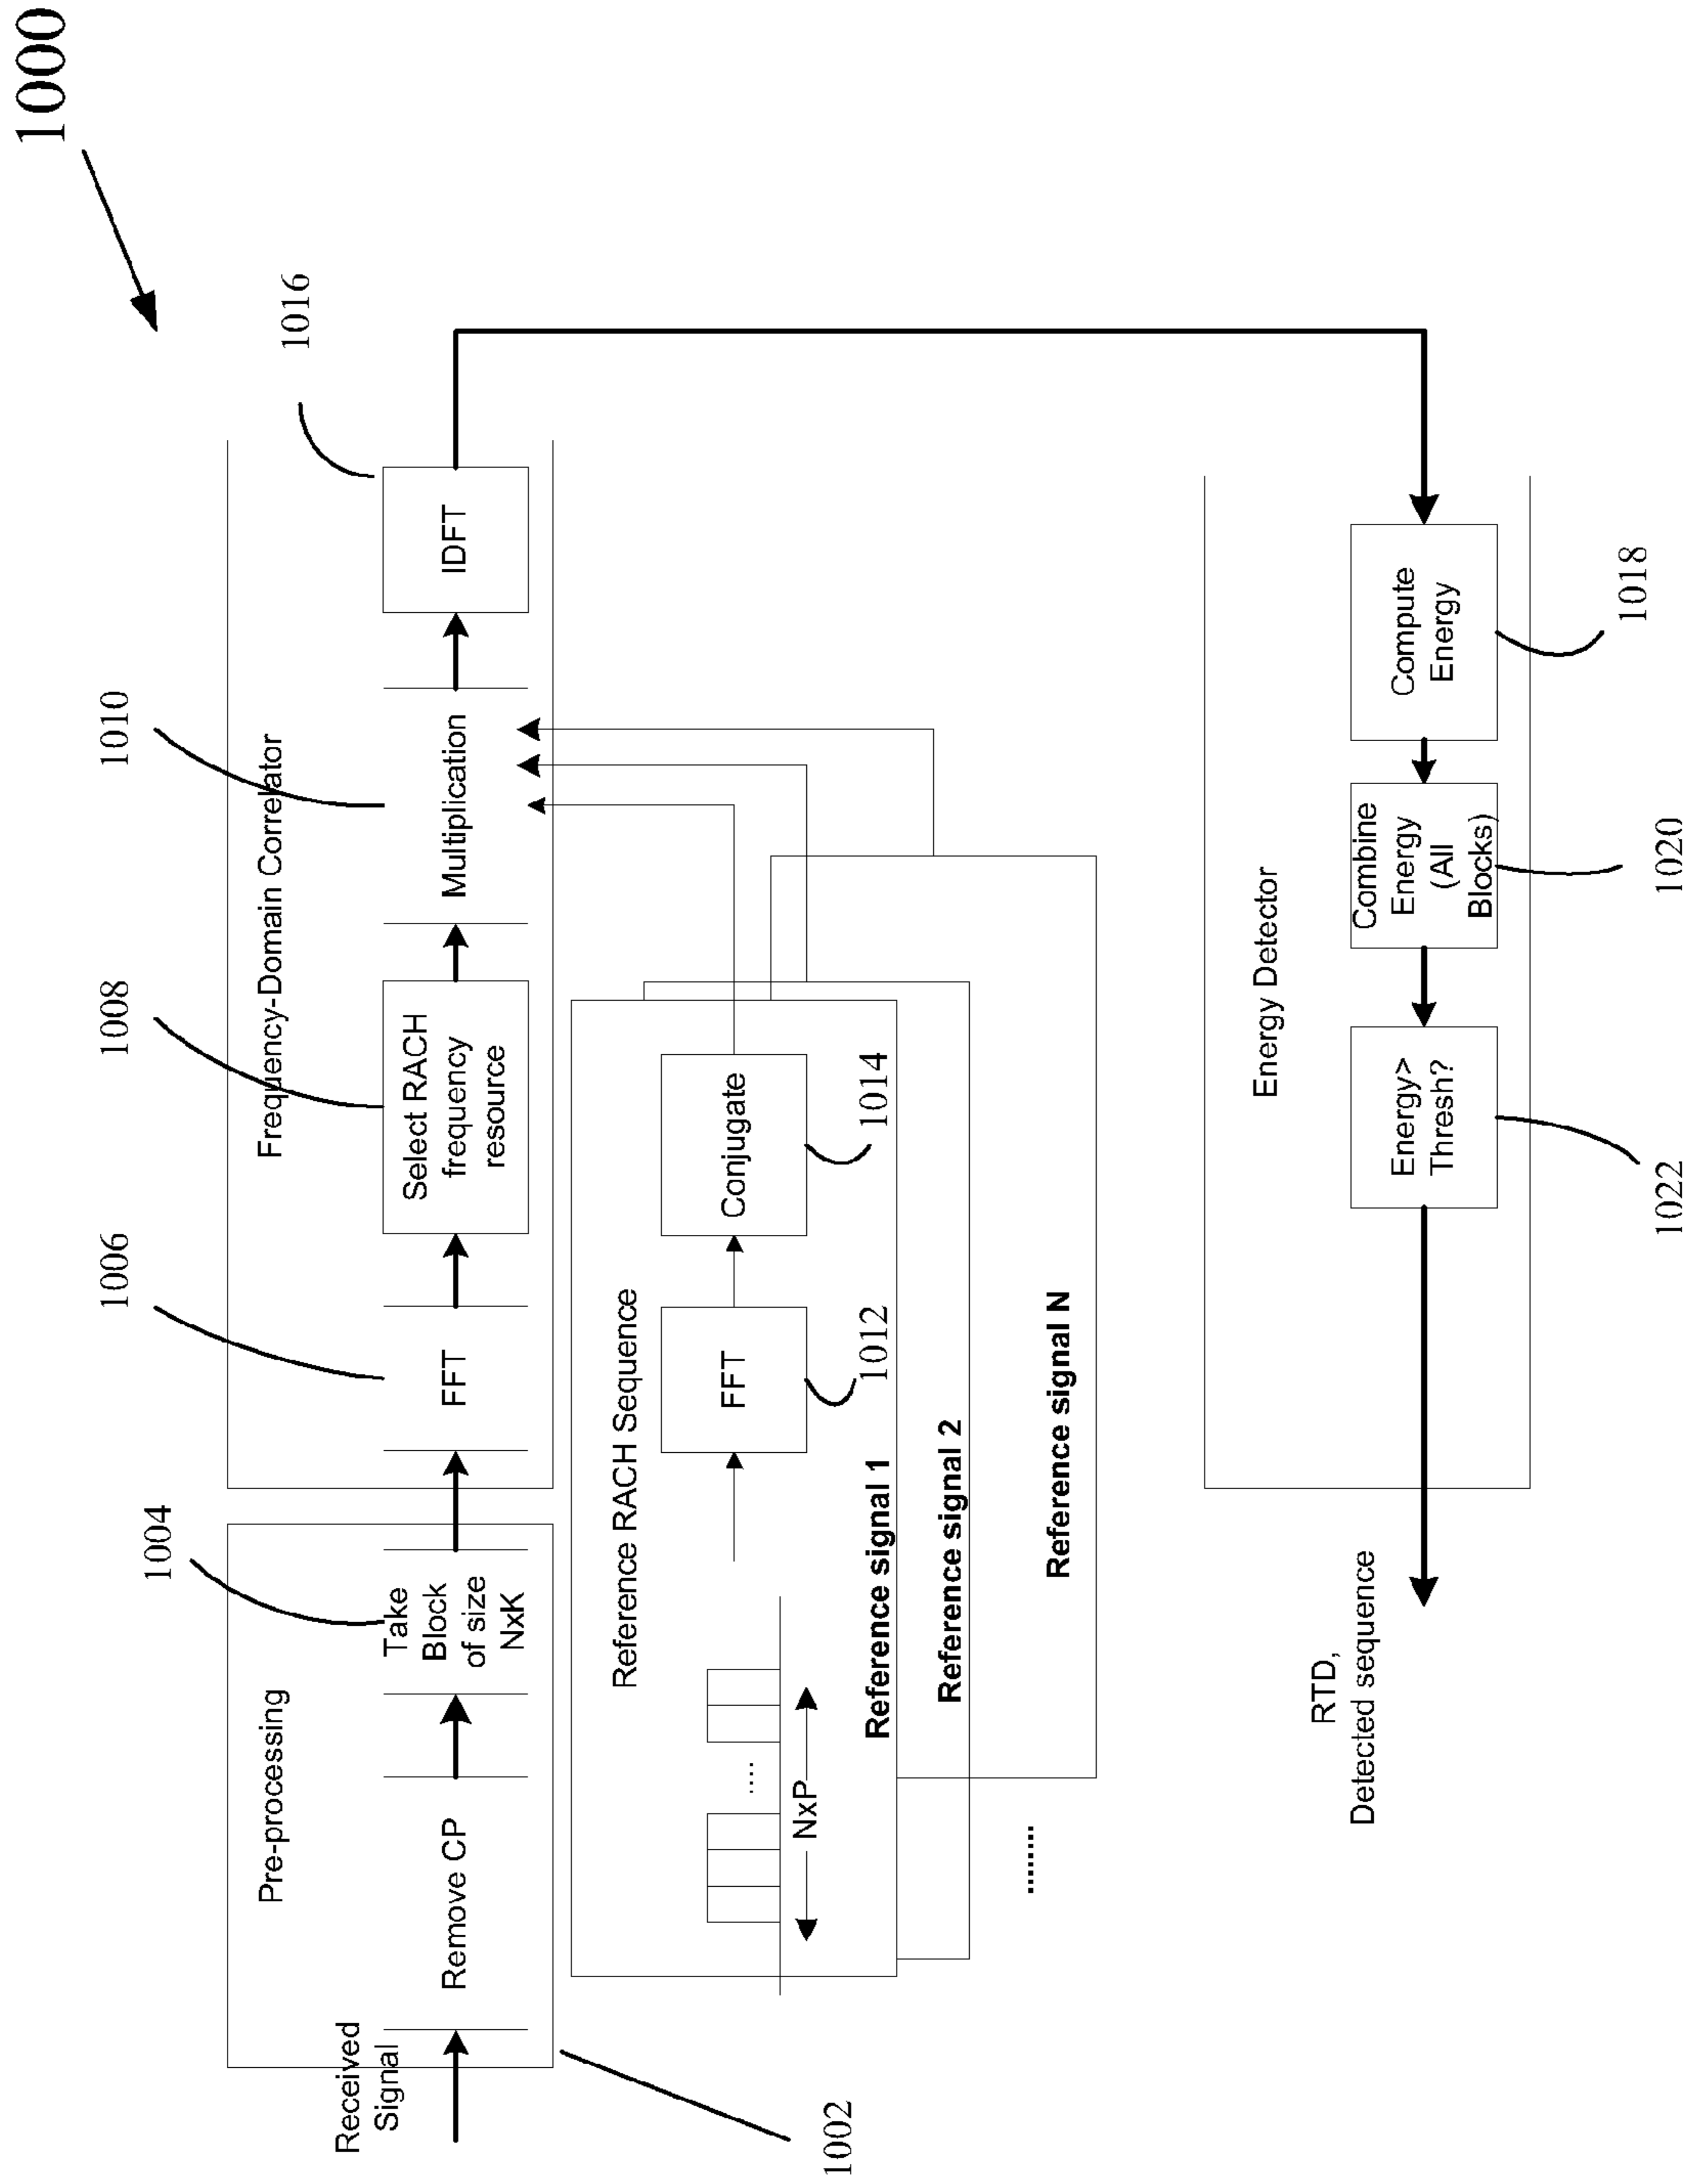 1000
1004
1006
1008
1010
1016
Pre-processing
Frequency-Domain Correlator
Received
Signal
Remove CP
Take
Block
of size
NxK
FFT
Select RACH
frequency
resource
Multiplication
IDFT
1002
Reference RACH Sequence
....
NxP
FFT
Conjugate
1012
1014
Reference signal 1
Reference signal 2
Reference signal N
........
Energy Detector
RTD,
Detected sequence
Energy>
Thresh?
Combine
Energy
(All
Blocks)
Compute
Energy
1022
1020
1018